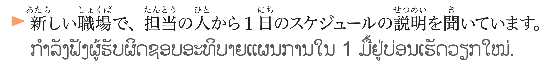 新しい職場で、担当の人から1日のスケジュールの説明を聞いています。
ກຳລັງຟັງຜູ້ຮັບຜິດຊອບອະທິບາຍແຜນການໃນ 1 ມື້ຢູ່ບ່ອນເຮັດວຽກໃໝ່.